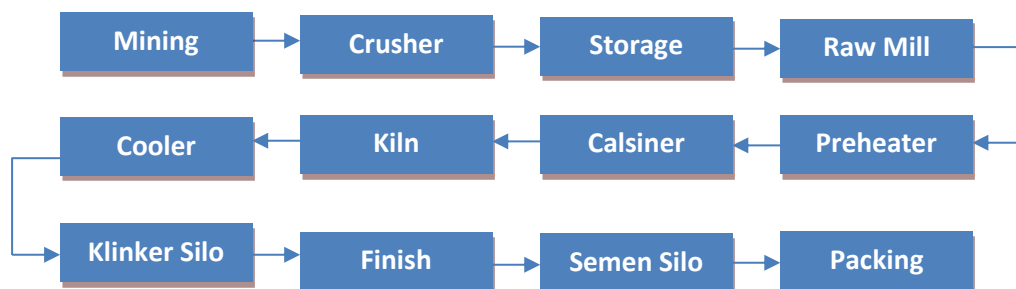 Mining
Crusher
Storage
Raw Mill
Cooler
Kiln
Calsiner
Preheater
Klinker Silo
Finish
Semen Silo
Packing